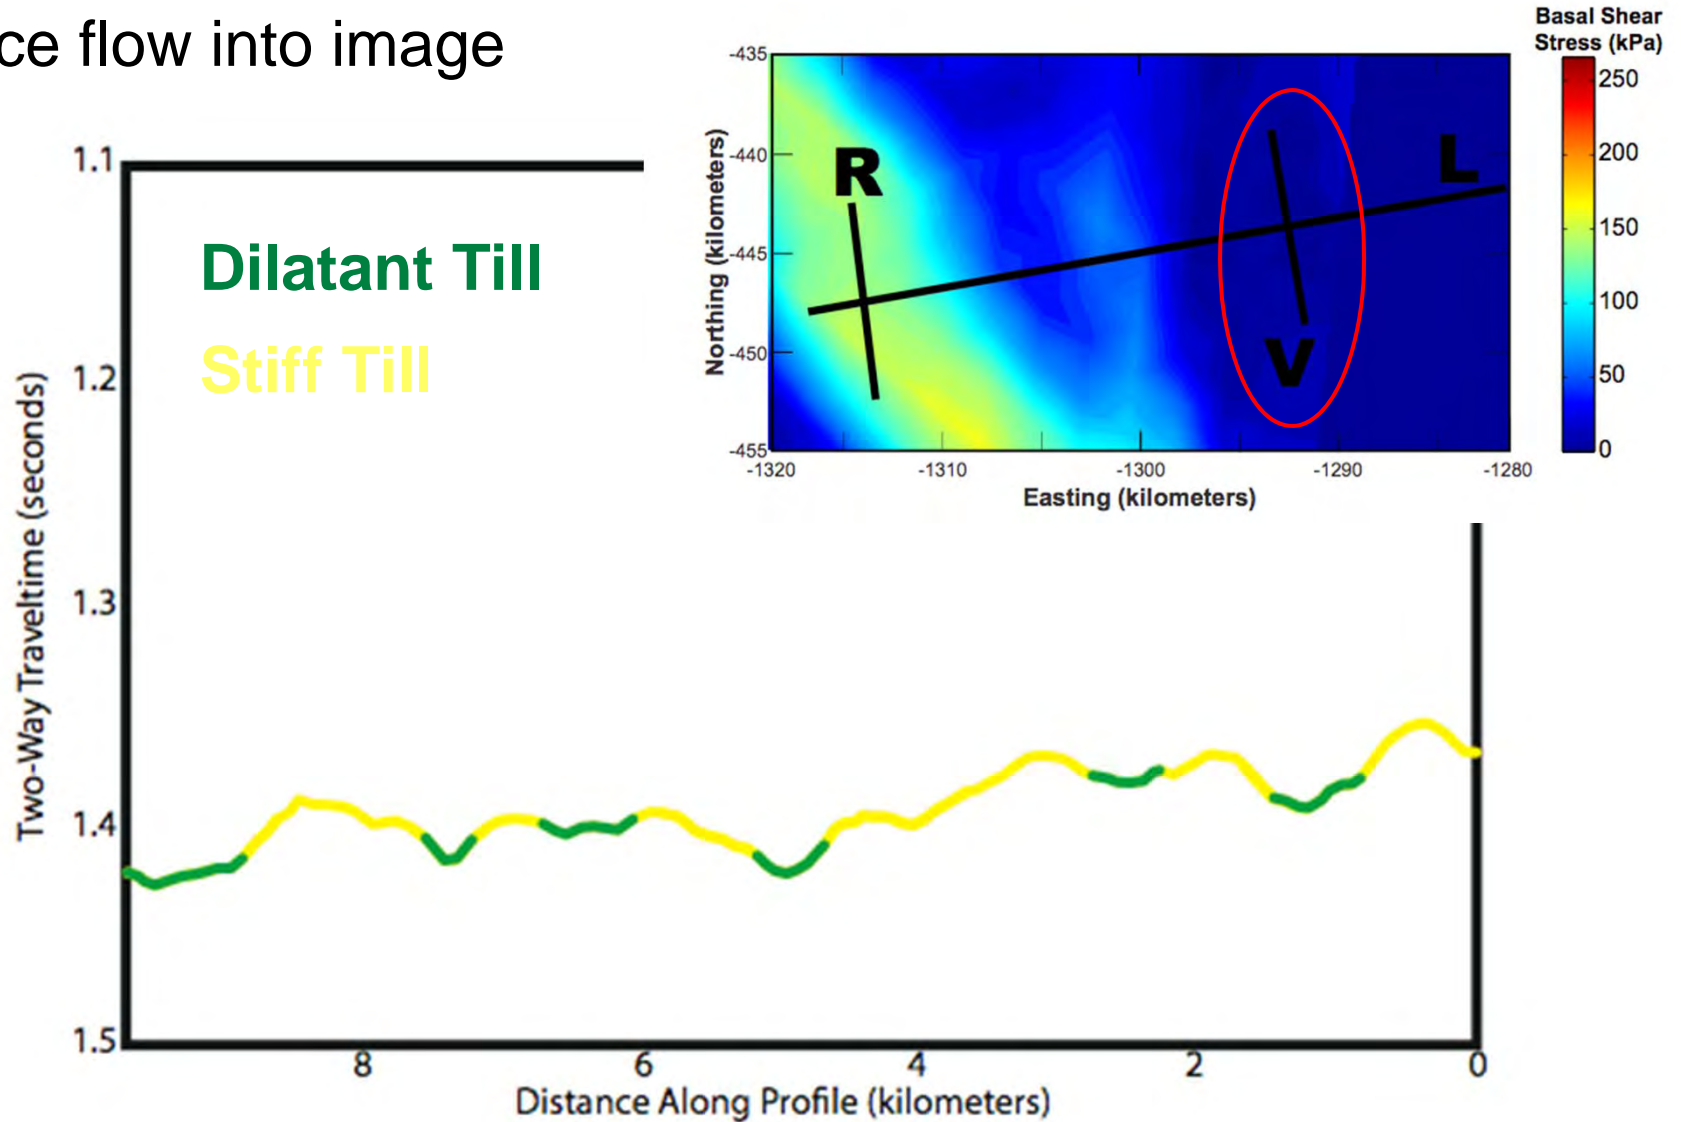 ce flow into image
Dilatant Till
Stiff Till
1.1
1.2
1.3
1.4
1.5
Two-Way Traveltime (seconds)
8
6
4
2
0
Distance Along Profile (kilometers)
-435
-440
-445
-450
-455
Northing (kilometers)
R
L
V
-1320
-1310
-1300
-1290
-1280
Easting (kilometers)
Basal Shear
Stress (kPa)
250
200
150
100
50
0